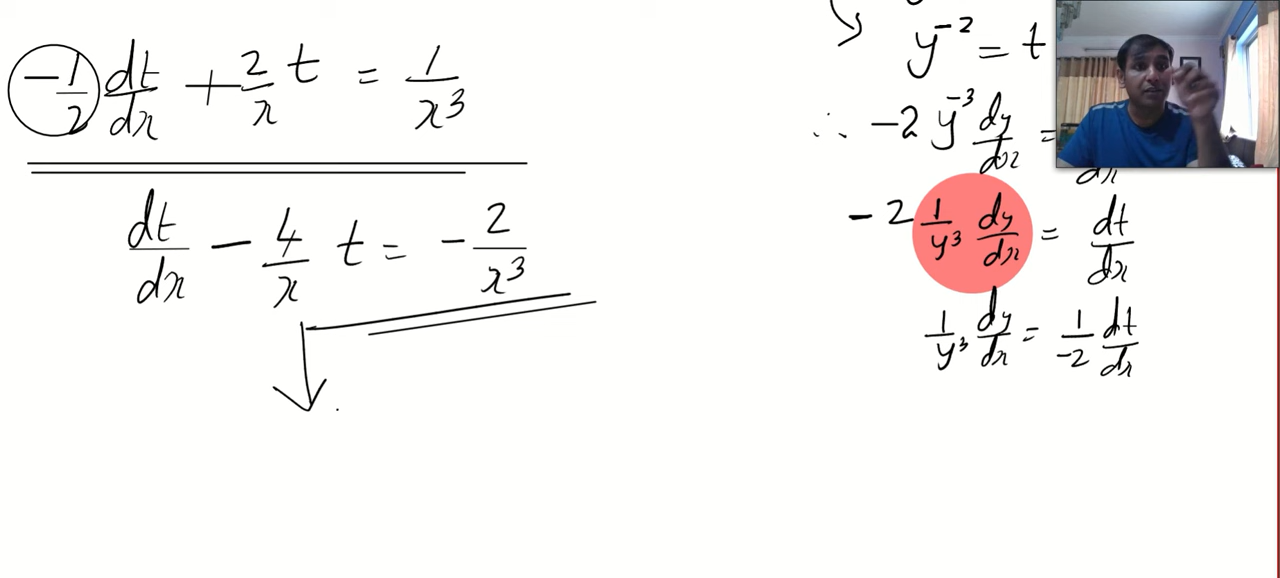 -1/2 dt/dx + 2/x t = 1/x³
dt/dx - 4/x t = - 2/x³
y⁻² = t
∴ -2 y⁻³ dy/dx =
dx
-2 1/y³ dy/dx = dt/dx
1/y³ dy/dx = 1/-2 dt/dx